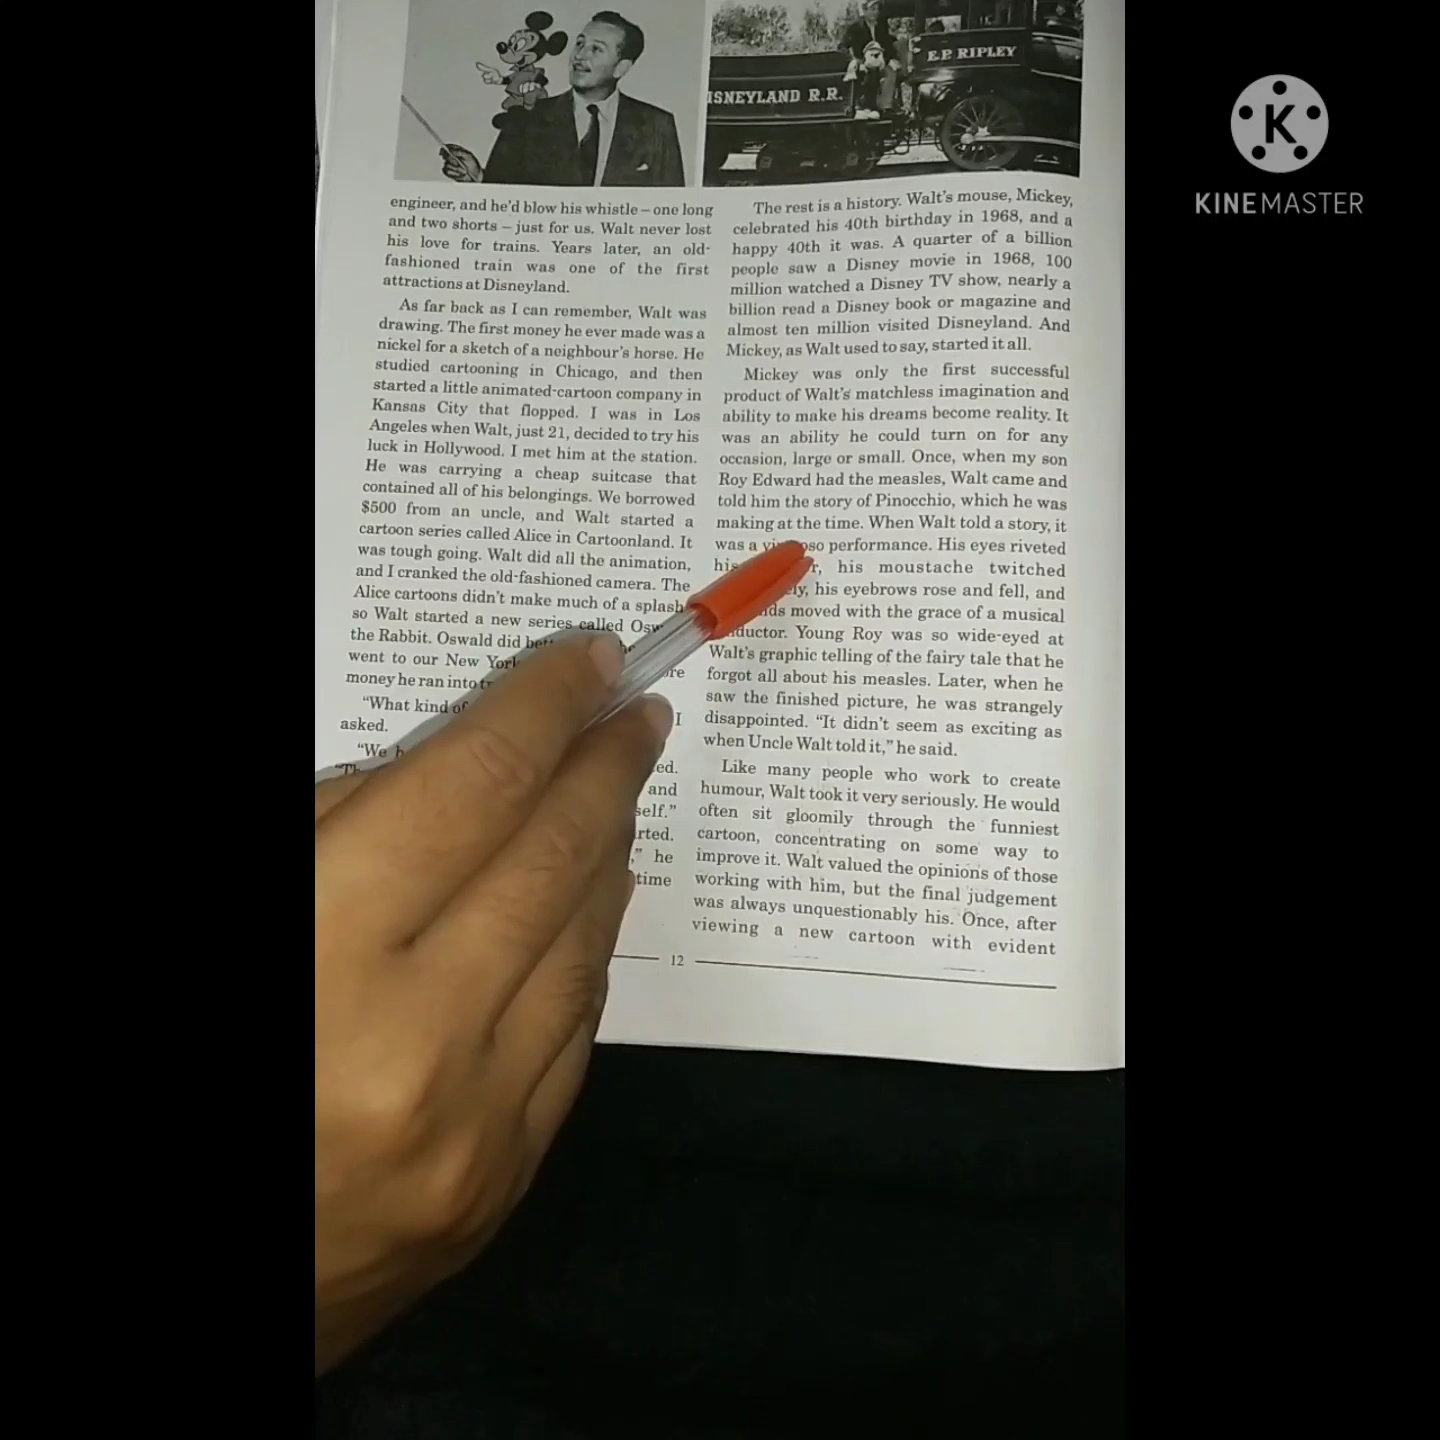 ISNEYLAND R.R.
E.P. RIPLEY
KINEMASTER
engineer, and he'd blow his whistle – one long
and two shorts – just for us. Walt never lost
his love for trains. Years later, an old-
fashioned train was one of the first
attractions at Disneyland.
As far back as I can remember, Walt was
drawing. The first money he ever made was a
nickel for a sketch of a neighbour's horse. He
studied cartooning in Chicago, and then
started a little animated-cartoon company in
Kansas City that flopped. I was in Los
Angeles when Walt, just 21, decided to try his
luck in Hollywood. I met him at the station.
He was carrying a cheap suitcase that
contained all of his belongings. We borrowed
$500 from an uncle, and Walt started a
cartoon series called Alice in Cartoonland. It
was tough going. Walt did all the animation,
and I cranked the old-fashioned camera. The
Alice cartoons didn't make much of a splash
so Walt started a new series called
the Rabbit. Oswald did
went to our New
money he ran into
"What kind of
I
asked.
"We
ed.
and
self."
rted.
," he
time
The rest is a history. Walt's mouse, Mickey,
celebrated his 40th birthday in 1968, and a
happy 40th it was. A quarter of a billion
people saw a Disney movie in 1968, 100
million watched a Disney TV show, nearly a
billion read a Disney book or magazine and
almost ten million visited Disneyland. And
Mickey, as Walt used to say, started it all.
Mickey was only the first successful
product of Walt's matchless imagination and
ability to make his dreams become reality. It
was an ability he could turn on for any
occasion, large or small. Once, when my son
Roy Edward had the measles, Walt came and
told him the story of Pinocchio, which he was
making at the time. When Walt told a story, it
was a performance. His eyes riveted
his moustache twitched
his eyebrows rose and fell, and
moved with the grace of a musical
Young Roy was so wide-eyed at
Walt's graphic telling of the fairy tale that he
forgot all about his measles. Later, when he
saw the finished picture, he was strangely
disappointed. "It didn't seem as exciting as
when Uncle Walt told it," he said.
Like many people who work to create
humour, Walt took it very seriously. He would
often sit gloomily through the funniest
cartoon, concentrating on some way to
improve it. Walt valued the opinions of those
working with him, but the final judgement
was always unquestionably his. Once, after
viewing a new cartoon with evident
12